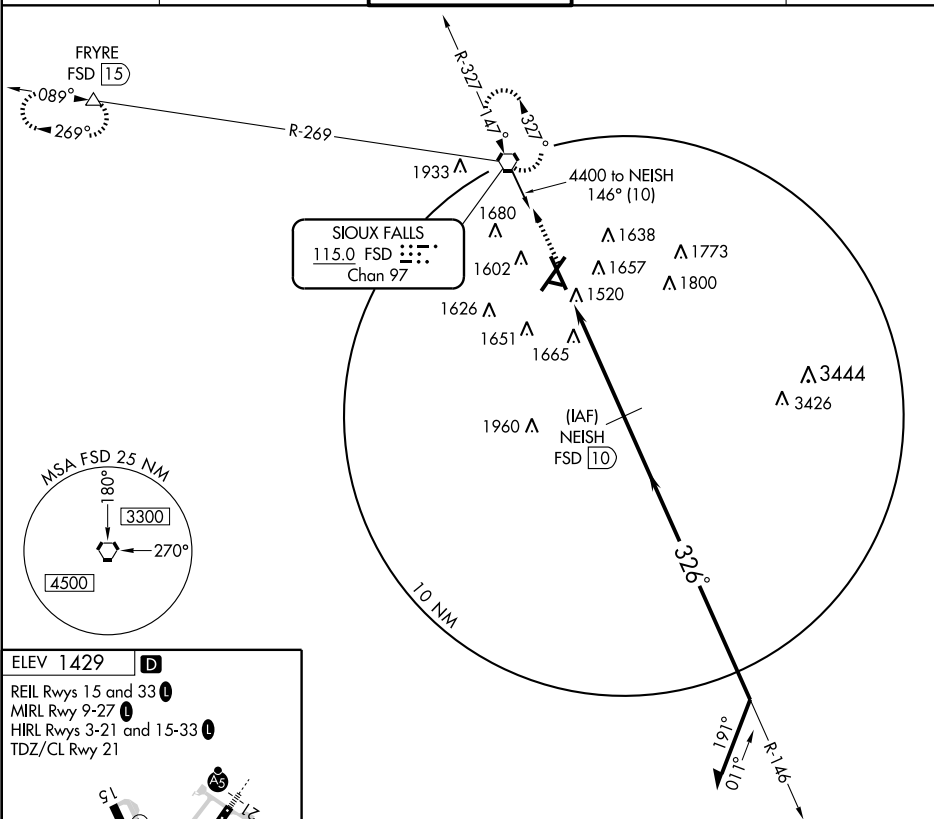 FRYRE
FSD 15
089°
269°
R-269
R-327
147°
327°
1933
4400 to NEISH
146° (10)
SIOUX FALLS
115.0 FSD
Chan 97
1680
1638
1773
1602
1657
1800
1520
1626
1651
1665
3444
3426
1960
(IAF)
NEISH
FSD 10
MSA FSD 25 NM
180°
3300
270°
4500
326°
10 NM
191°
011°
R-146
ELEV 1429 D
REIL Rwys 15 and 33 L
MIRL Rwy 9-27 L
HIRL Rwys 3-21 and 15-33 L
TDZ/CL Rwy 21
15
A5
21